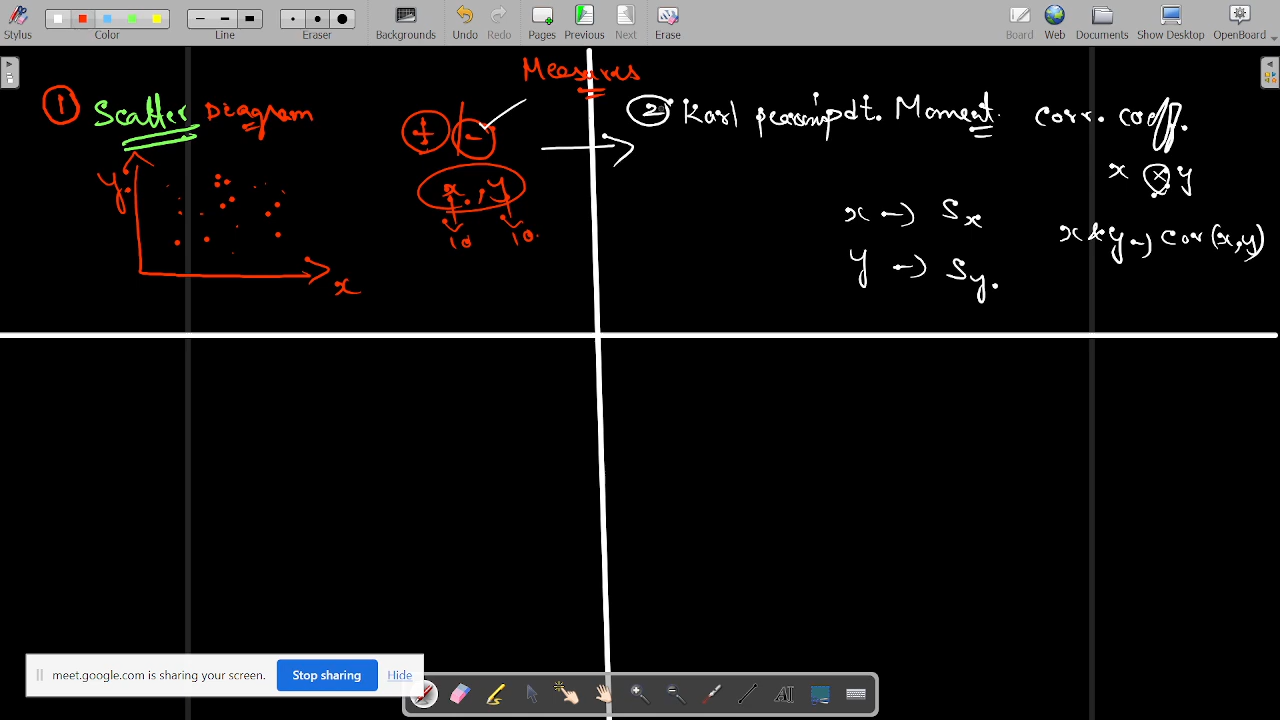 Stylus
Color
Line
Eraser
Backgrounds
Undo
Redo
Pages
Previous
Next
Erase
Board
Web
Documents
Show Desktop
OpenBoard
Measures
1 Scatter Diagram
+ -
y
x
x, y
10 10.
2 Karl pdt. Moment. corr. coeff.
x y
x → Sx
x & y → cor(x,y)
y → Sy.
meet.google.com is sharing your screen.
Stop sharing
Hide